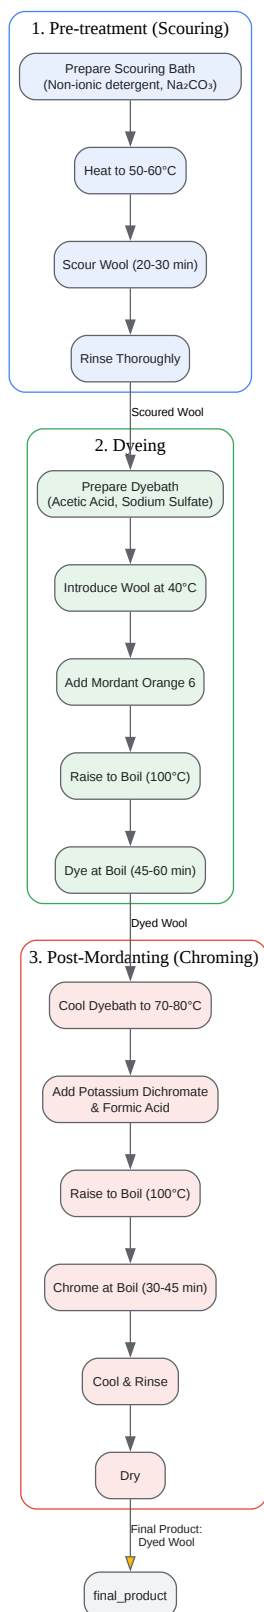 1. Pre-treatment (Scouring)
Prepare Scouring Bath
(Non-ionic detergent, Na₂CO₃)
Heat to 50-60°C
Scour Wool (20-30 min)
Rinse Thoroughly
Scoured Wool
2. Dyeing
Prepare Dyebath
(Acetic Acid, Sodium Sulfate)
Introduce Wool at 40°C
Add Mordant Orange 6
Raise to Boil (100°C)
Dye at Boil (45-60 min)
Dyed Wool
3. Post-Mordanting (Chroming)
Cool Dyebath to 70-80°C
Add Potassium Dichromate
& Formic Acid
Raise to Boil (100°C)
Chrome at Boil (30-45 min)
Cool & Rinse
Dry
Final Product:
Dyed Wool
final_product